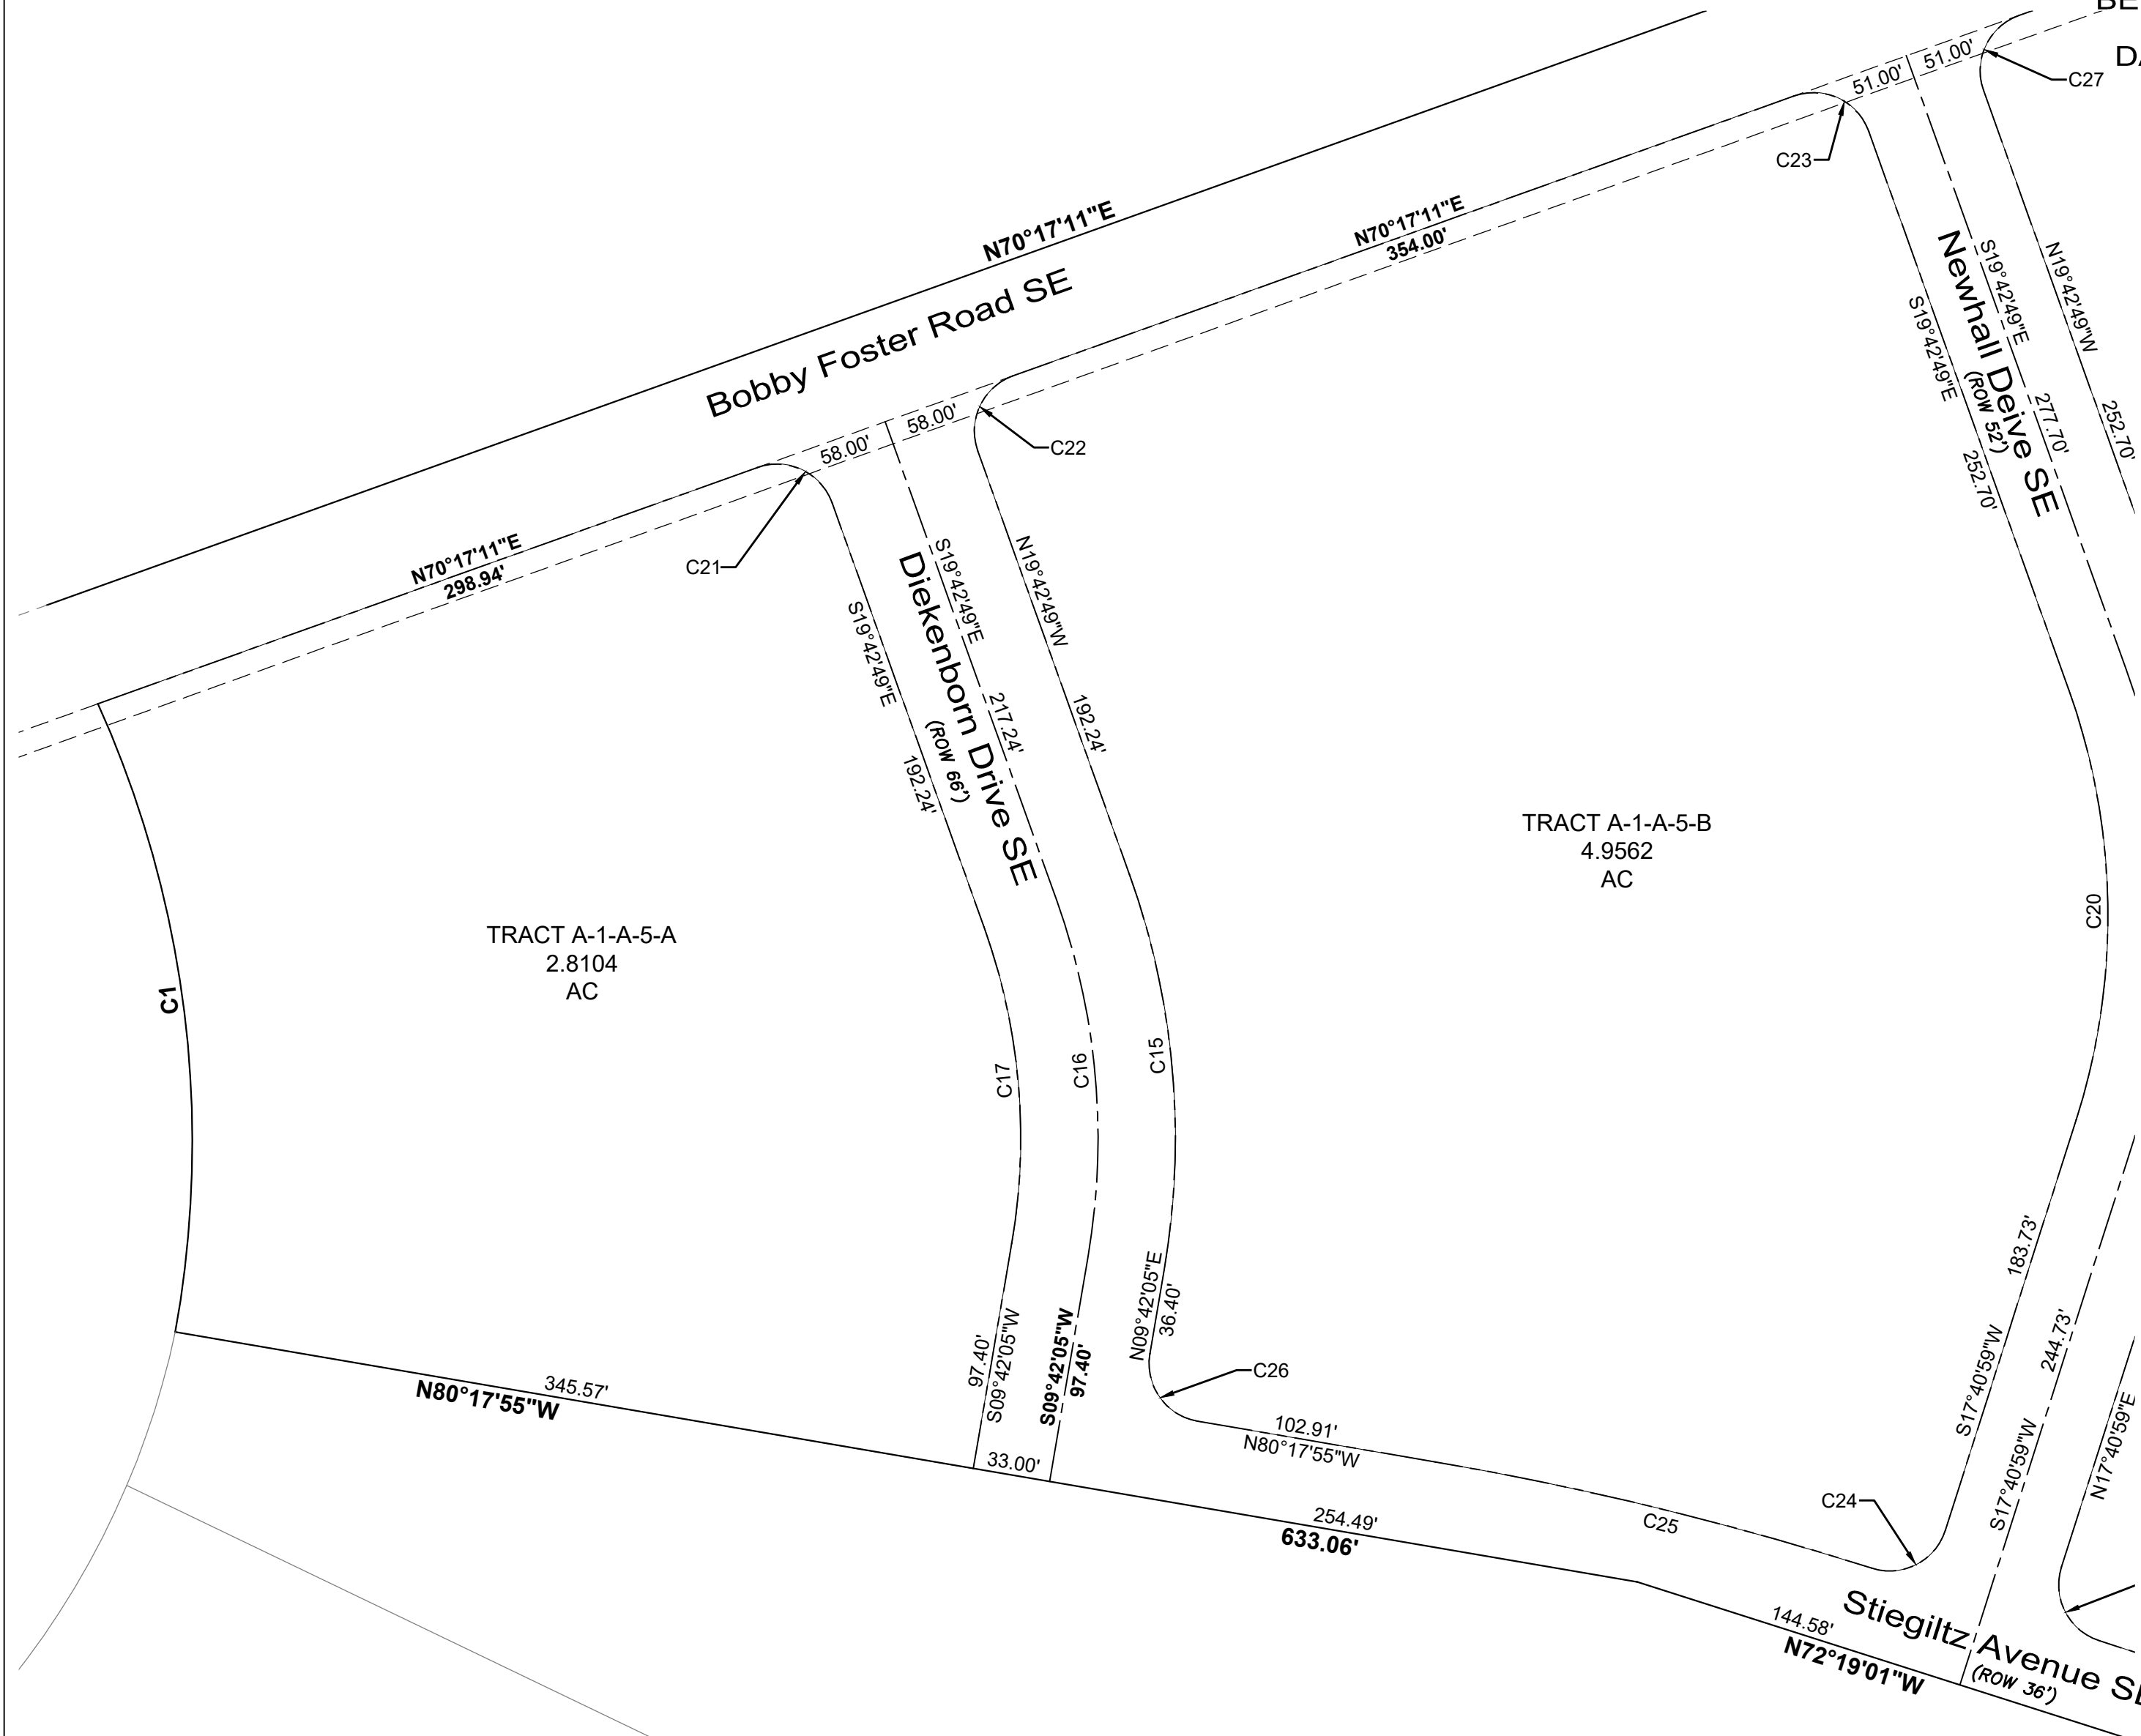 BE
DA
51.00'
51.00'
C27
C23
N70°17'11"E
Bobby Foster Road SE
N70°17'11"E
354.00'
Newhall Deive SE
(ROW 52')
S19°42'49"E
277.70'
N19°42'49"W
252.70'
S19°42'49"E
252.70'
58.00'
58.00'
C22
C21
N70°17'11"E
298.94'
Diekenborn Drive SE
(ROW 66')
S19°42'49"E
217.24'
N19°42'49"W
192.24'
S19°42'49"E
192.24'
TRACT A-1-A-5-B
4.9562
AC
TRACT A-1-A-5-A
2.8104
AC
C1
C17
C16
C15
C20
N09°42'05"E
36.40'
97.40'
S09°42'05"W
S09°42'05"W
97.40'
C26
183.73'
S17°40'59"W
244.73'
S17°40'59"W
N17°40'59"E
345.57'
N80°17'55"W
102.91'
N80°17'55"W
33.00'
C24
C25
254.49'
633.06'
144.58'
N72°19'01"W
Stiegiltz Avenue SE
(ROW 36')